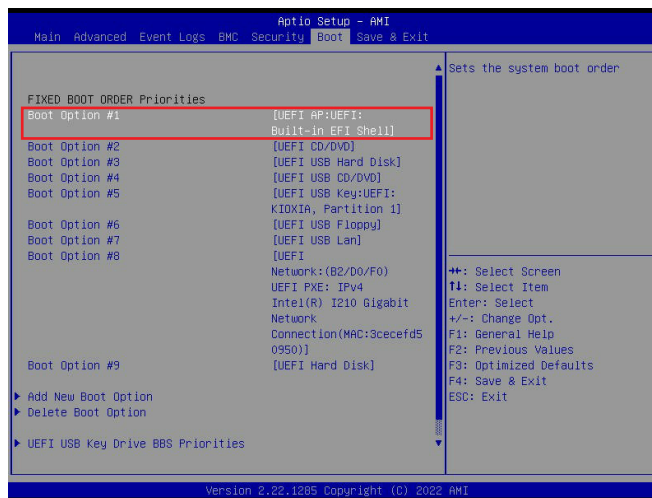 Aptio Setup – AMI
Main Advanced Event Logs BMC Security Boot Save & Exit
Sets the system boot order
FIXED BOOT ORDER Priorities
Boot Option #1 [UEFI AP:UEFI:
Built-in EFI Shell]
Boot Option #2 [UEFI CD/DVD]
Boot Option #3 [UEFI USB Hard Disk]
Boot Option #4 [UEFI USB CD/DVD]
Boot Option #5 [UEFI USB Key:UEFI:
KIOXIA, Partition 1]
Boot Option #6 [UEFI USB Floppy]
Boot Option #7 [UEFI USB Lan]
Boot Option #8 [UEFI
Network:(B2/D0/F0)
UEFI PXE: IPv4
Intel(R) I210 Gigabit
Network
Connection(MAC:3cecefd5
0950)]
Boot Option #9 [UEFI Hard Disk]
Add New Boot Option
Delete Boot Option
UEFI USB Key Drive BBS Priorities
→←: Select Screen
↑↓: Select Item
Enter: Select
+/-: Change Opt.
F1: General Help
F2: Previous Values
F3: Optimized Defaults
F4: Save & Exit
ESC: Exit
Version 2.22.1285 Copyright (C) 2022 AMI